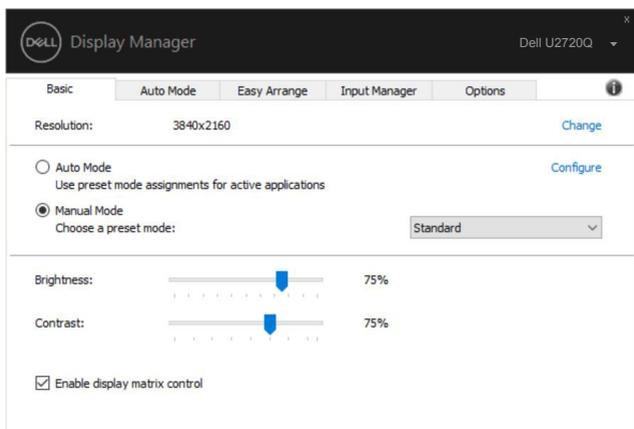 x
DELL Display Manager Dell U2720Q
Basic Auto Mode Easy Arrange Input Manager Options
Resolution: 3840x2160 Change
Auto Mode Configure
Use preset mode assignments for active applications
Manual Mode
Choose a preset mode: Standard
Brightness: 75%
Contrast: 75%
Enable display matrix control